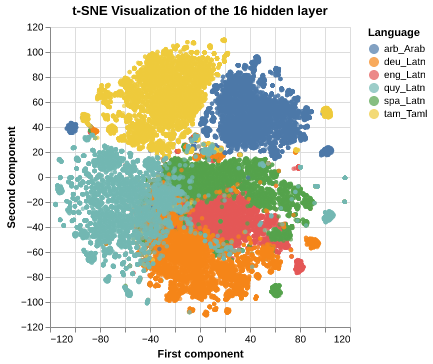 t-SNE Visualization of the 16 hidden layer
Language
arb_Arab
deu_Latn
eng_Latn
quy_Latn
spa_Latn
tam_Taml
120
100
80
60
40
20
0
−20
−40
−60
−80
−100
−120
Second component
−120 −80 −40 0 40 80 120
First component